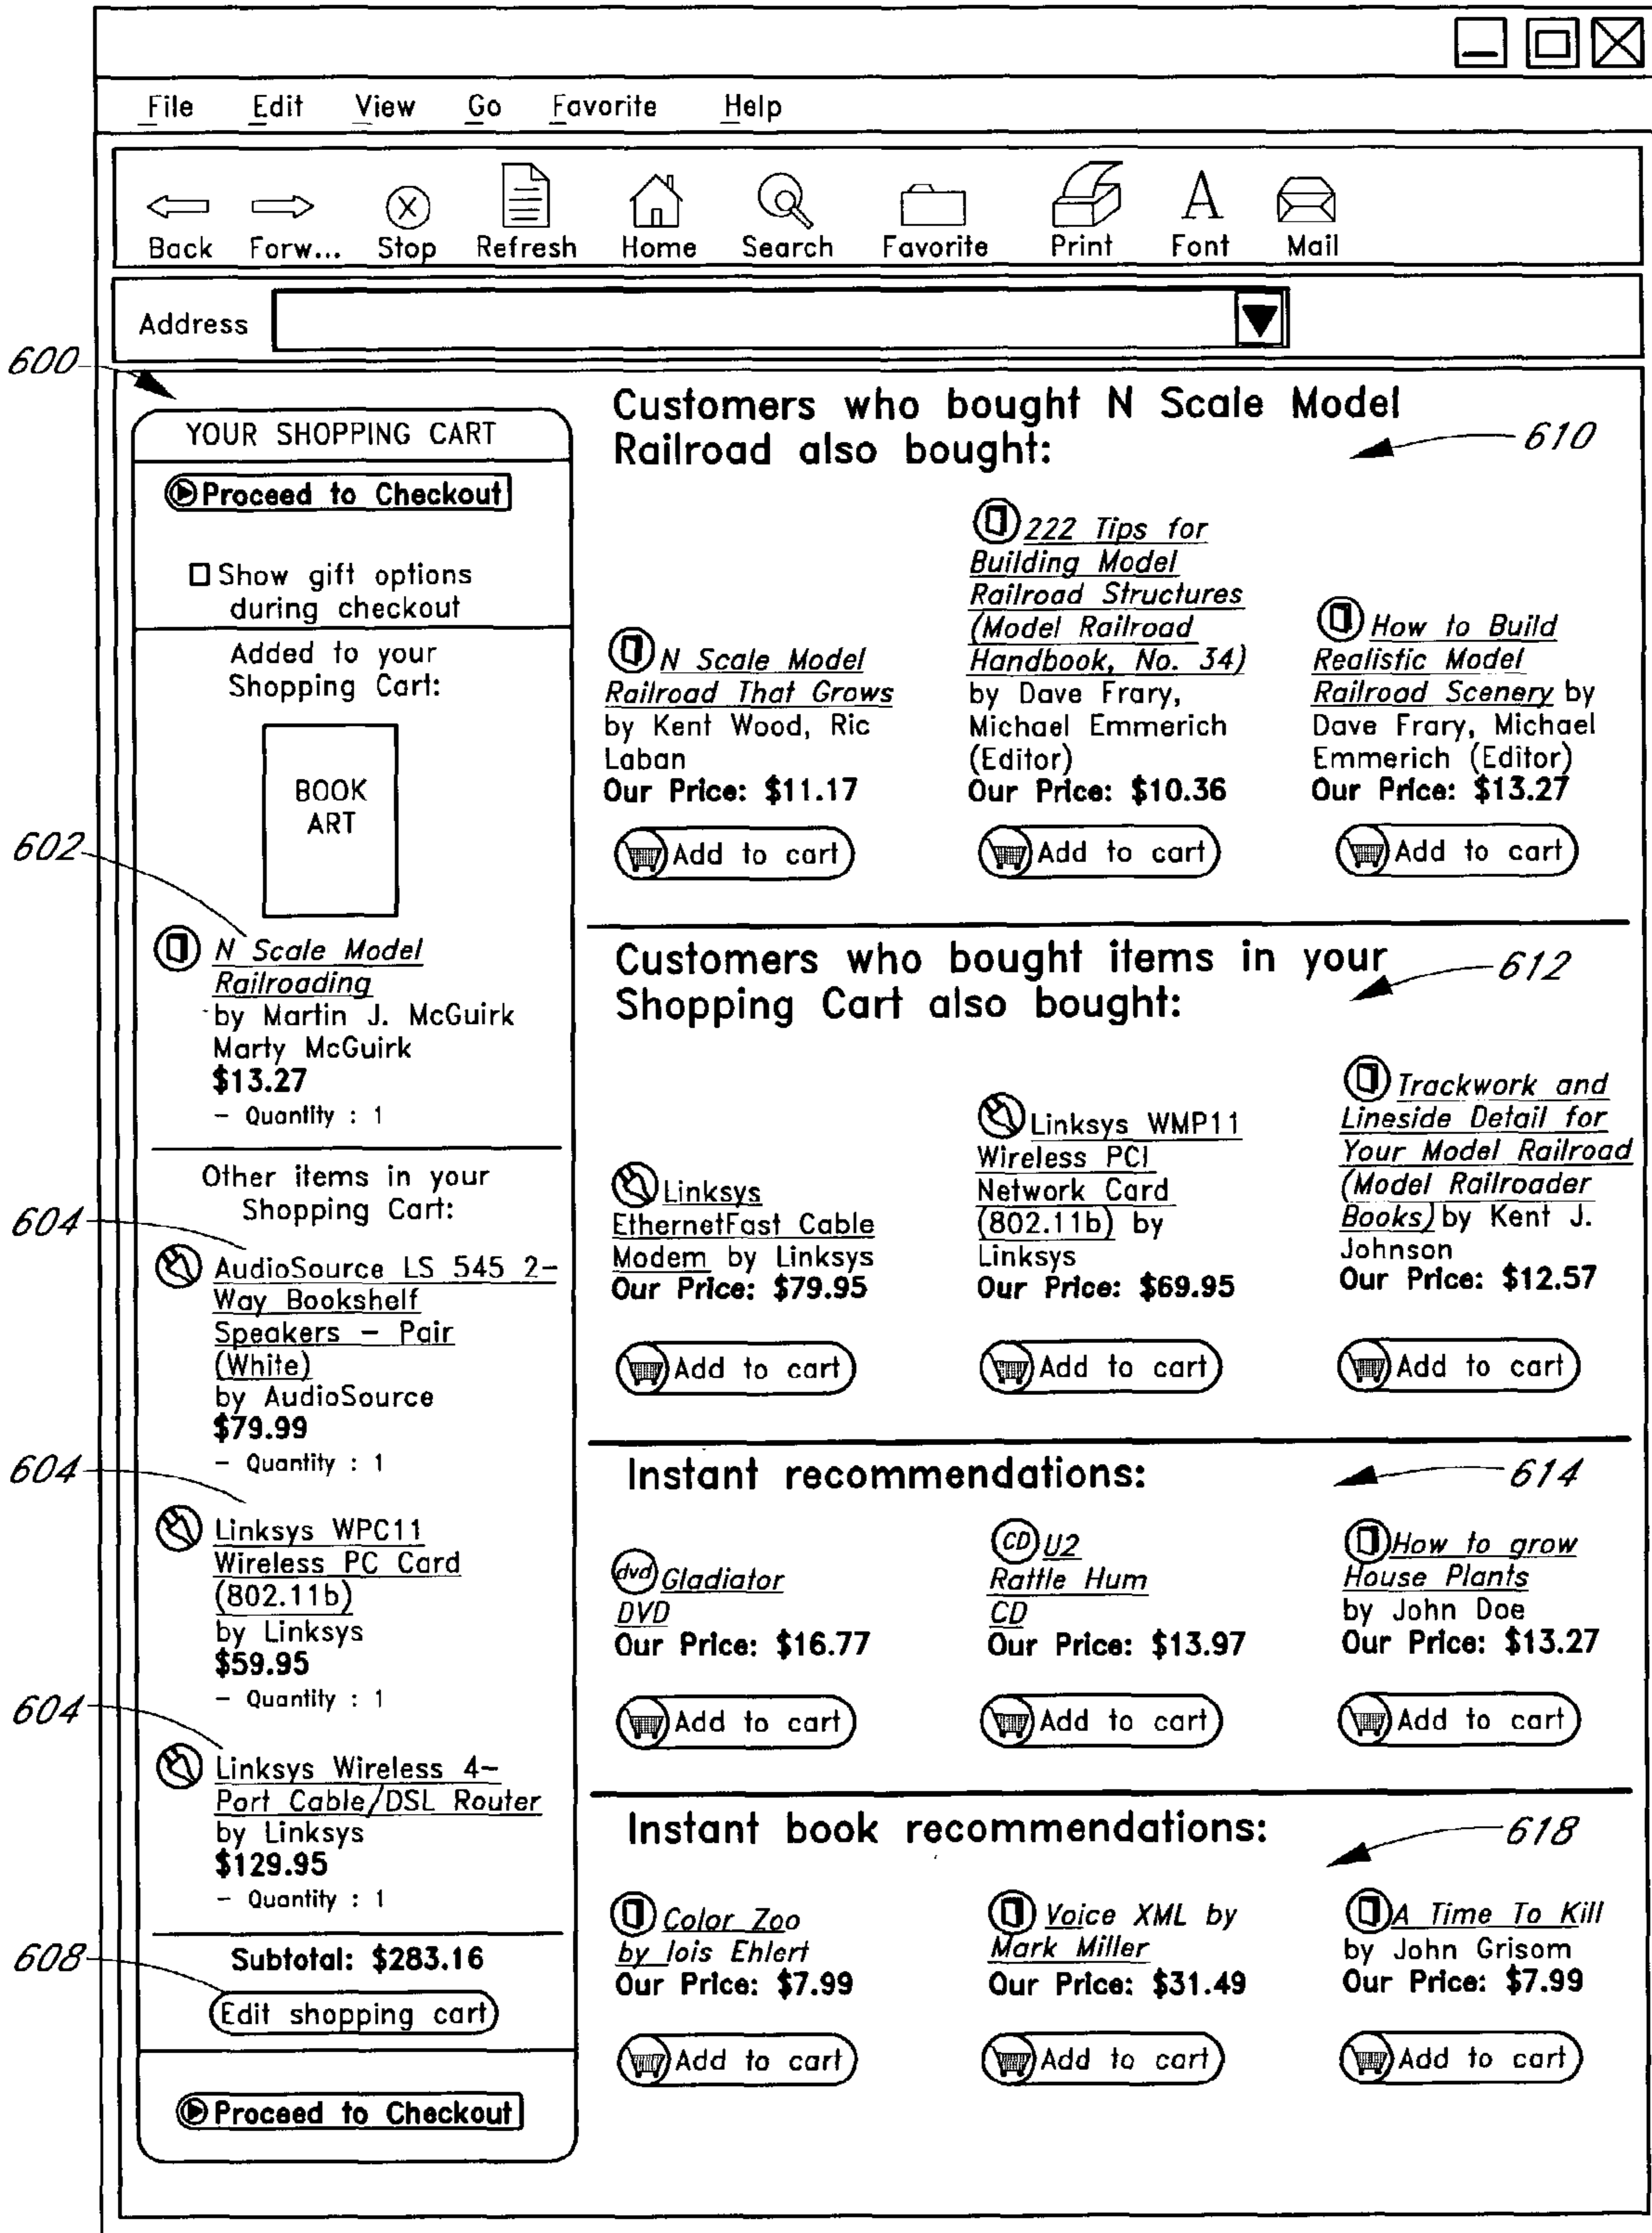 File Edit View Go Favorite Help
Back Forw... Stop Refresh Home Search Favorite Print Font Mail
Address
600
YOUR SHOPPING CART
Proceed to Checkout
Show gift options
during checkout
Added to your
Shopping Cart:
BOOK
ART
602
N Scale Model
Railroading
by Martin J. McGuirk
Marty McGuirk
$13.27
- Quantity : 1
Other items in your
Shopping Cart:
604
AudioSource LS 545 2-
Way Bookshelf
Speakers - Pair
(White)
by AudioSource
$79.99
- Quantity : 1
604
Linksys WPC11
Wireless PC Card
(802.11b)
by Linksys
$59.95
- Quantity : 1
604
Linksys Wireless 4-
Port Cable/DSL Router
by Linksys
$129.95
- Quantity : 1
Subtotal: $283.16
608
Edit shopping cart
Proceed to Checkout
Customers who bought N Scale Model
Railroad also bought:
610
N Scale Model
Railroad That Grows
by Kent Wood, Ric
Laban
Our Price: $11.17
Add to cart
222 Tips for
Building Model
Railroad Structures
(Model Railroad
Handbook, No. 34)
by Dave Frary,
Michael Emmerich
(Editor)
Our Price: $10.36
Add to cart
How to Build
Realistic Model
Railroad Scenery by
Dave Frary, Michael
Emmerich (Editor)
Our Price: $13.27
Add to cart
Customers who bought items in your
Shopping Cart also bought:
612
Linksys
EthernetFast Cable
Modem by Linksys
Our Price: $79.95
Add to cart
Linksys WMP11
Wireless PCI
Network Card
(802.11b) by
Linksys
Our Price: $69.95
Add to cart
Trackwork and
Lineside Detail for
Your Model Railroad
(Model Railroader
Books) by Kent J.
Johnson
Our Price: $12.57
Add to cart
Instant recommendations:
614
dvd Gladiator
DVD
Our Price: $16.77
Add to cart
CD U2
Rattle Hum
CD
Our Price: $13.97
Add to cart
How to grow
House Plants
by John Doe
Our Price: $13.27
Add to cart
Instant book recommendations:
618
Color Zoo
by lois Ehlert
Our Price: $7.99
Add to cart
Voice XML by
Mark Miller
Our Price: $31.49
Add to cart
A Time To Kill
by John Grisom
Our Price: $7.99
Add to cart